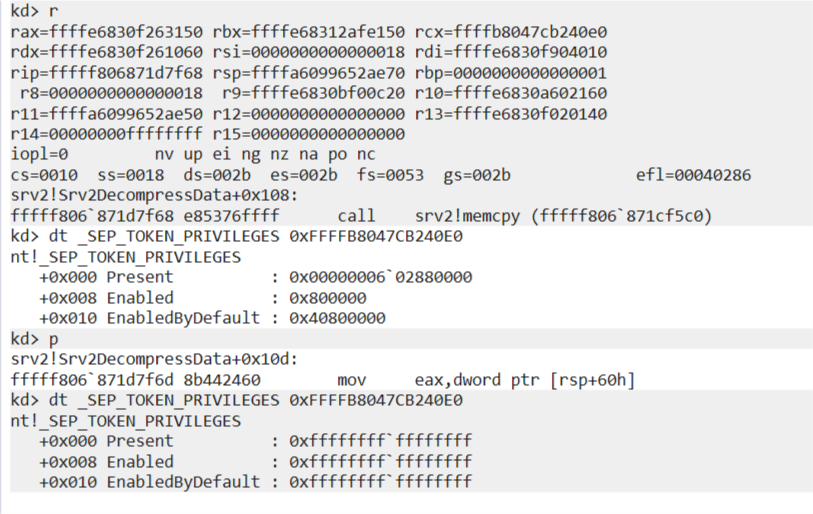 kd> r
rax=ffffe6830f263150 rbx=ffffe68312afe150 rcx=ffffb8047cb240e0
rdx=ffffe6830f261060 rsi=0000000000000018 rdi=ffffe6830f904010
rip=fffff806871d7f68 rsp=ffffa6099652ae70 rbp=0000000000000001
r8=0000000000000018 r9=ffffe6830bf00c20 r10=ffffe6830a602160
r11=ffffa6099652ae50 r12=0000000000000000 r13=ffffe6830f020140
r14=00000000ffffffff r15=0000000000000000
iopl=0 nv up ei ng nz na po nc
cs=0010 ss=0018 ds=002b es=002b fs=0053 gs=002b efl=00040286
srv2!Srv2DecompressData+0x108:
fffff806`871d7f68 e85376ffff call srv2!memcpy (fffff806`871cf5c0)
kd> dt _SEP_TOKEN_PRIVILEGES 0xFFFFB8047CB240E0
nt!_SEP_TOKEN_PRIVILEGES
+0x000 Present : 0x00000006`02880000
+0x008 Enabled : 0x800000
+0x010 EnabledByDefault : 0x40800000
kd> p
srv2!Srv2DecompressData+0x10d:
fffff806`871d7f6d 8b442460 mov eax,dword ptr [rsp+60h]
kd> dt _SEP_TOKEN_PRIVILEGES 0xFFFFB8047CB240E0
nt!_SEP_TOKEN_PRIVILEGES
+0x000 Present : 0xffffffff`ffffffff
+0x008 Enabled : 0xffffffff`ffffffff
+0x010 EnabledByDefault : 0xffffffff`ffffffff